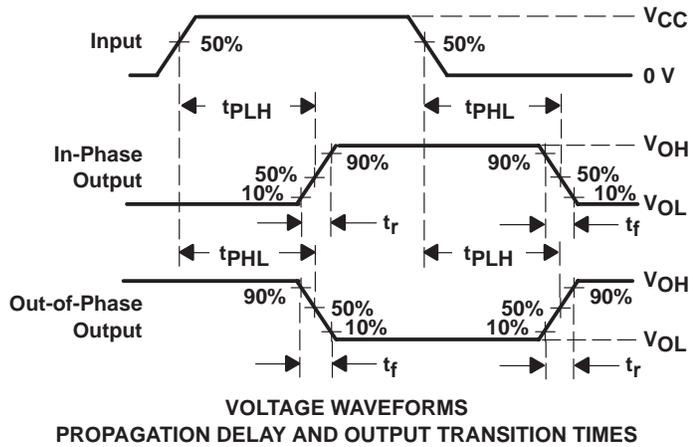 VCC
Input
50%
50%
0 V
tPLH
tPHL
In-Phase
Output
VOH
90%
90%
50%
50%
10%
10%
VOL
tr
tf
tPHL
tPLH
Out-of-Phase
Output
VOH
90%
90%
50%
50%
10%
10%
VOL
tf
tr
VOLTAGE WAVEFORMS
PROPAGATION DELAY AND OUTPUT TRANSITION TIMES